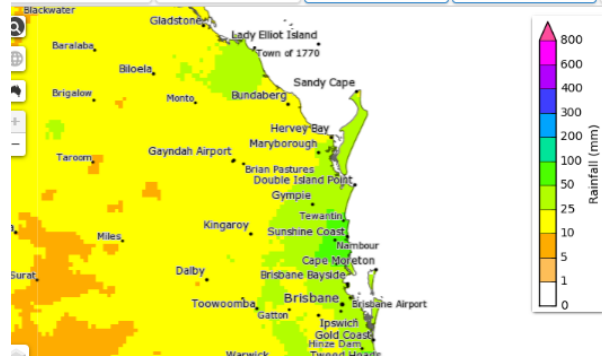 Blackwater
Gladstone
Lady Elliot Island
Town of 1770
Baralaba
Biloela
Sandy Cape
Brigalow
Monto
Bundaberg
Hervey Bay
Maryborough
Gayndah Airport
Taroom
Brian Pastures
Double Island Point
Gympie
Tewantin
Kingaroy
Sunshine Coast
Miles
Nambour
Cape Moreton
Surat
Dalby
Brisbane Bayside
Toowoomba
Brisbane
Brisbane Airport
Gatton
Ipswich
Gold Coast
Hinze Dam
Warwick
Tweed Heads
800
600
400
300
200
100
50
25
10
5
1
0
Rainfall (mm)
+
−